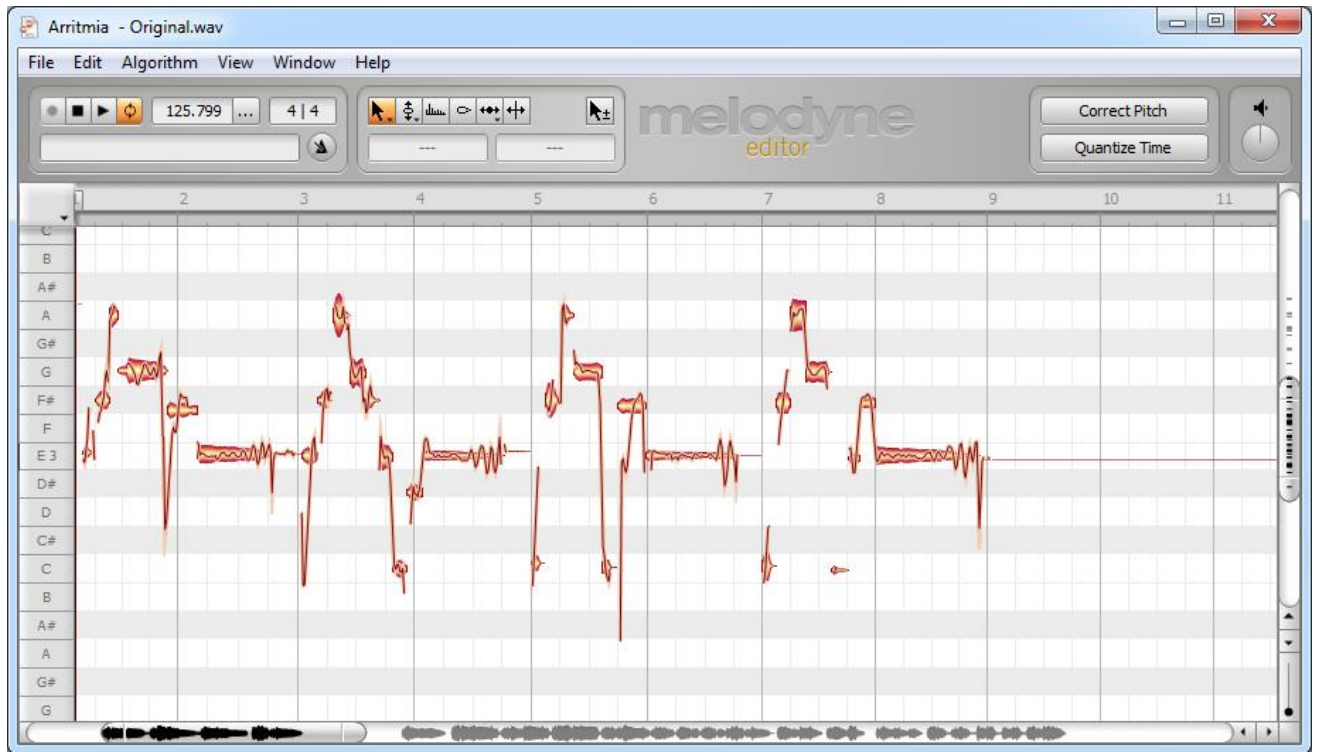 Arritmia - Original.wav
File Edit Algorithm View Window Help
125.799 ... 4 | 4
--- ---
melodyne
editor
Correct Pitch
Quantize Time
1 2 3 4 5 6 7 8 9 10 11
C
B
A#
A
G#
G
F#
F
E 3
D#
D
C#
C
B
A#
A
G#
G